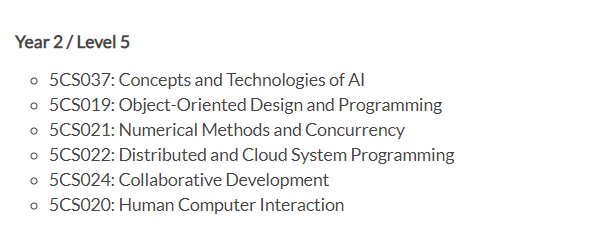 Year 2 / Level 5
5CS037: Concepts and Technologies of AI
5CS019: Object-Oriented Design and Programming
5CS021: Numerical Methods and Concurrency
5CS022: Distributed and Cloud System Programming
5CS024: Collaborative Development
5CS020: Human Computer Interaction